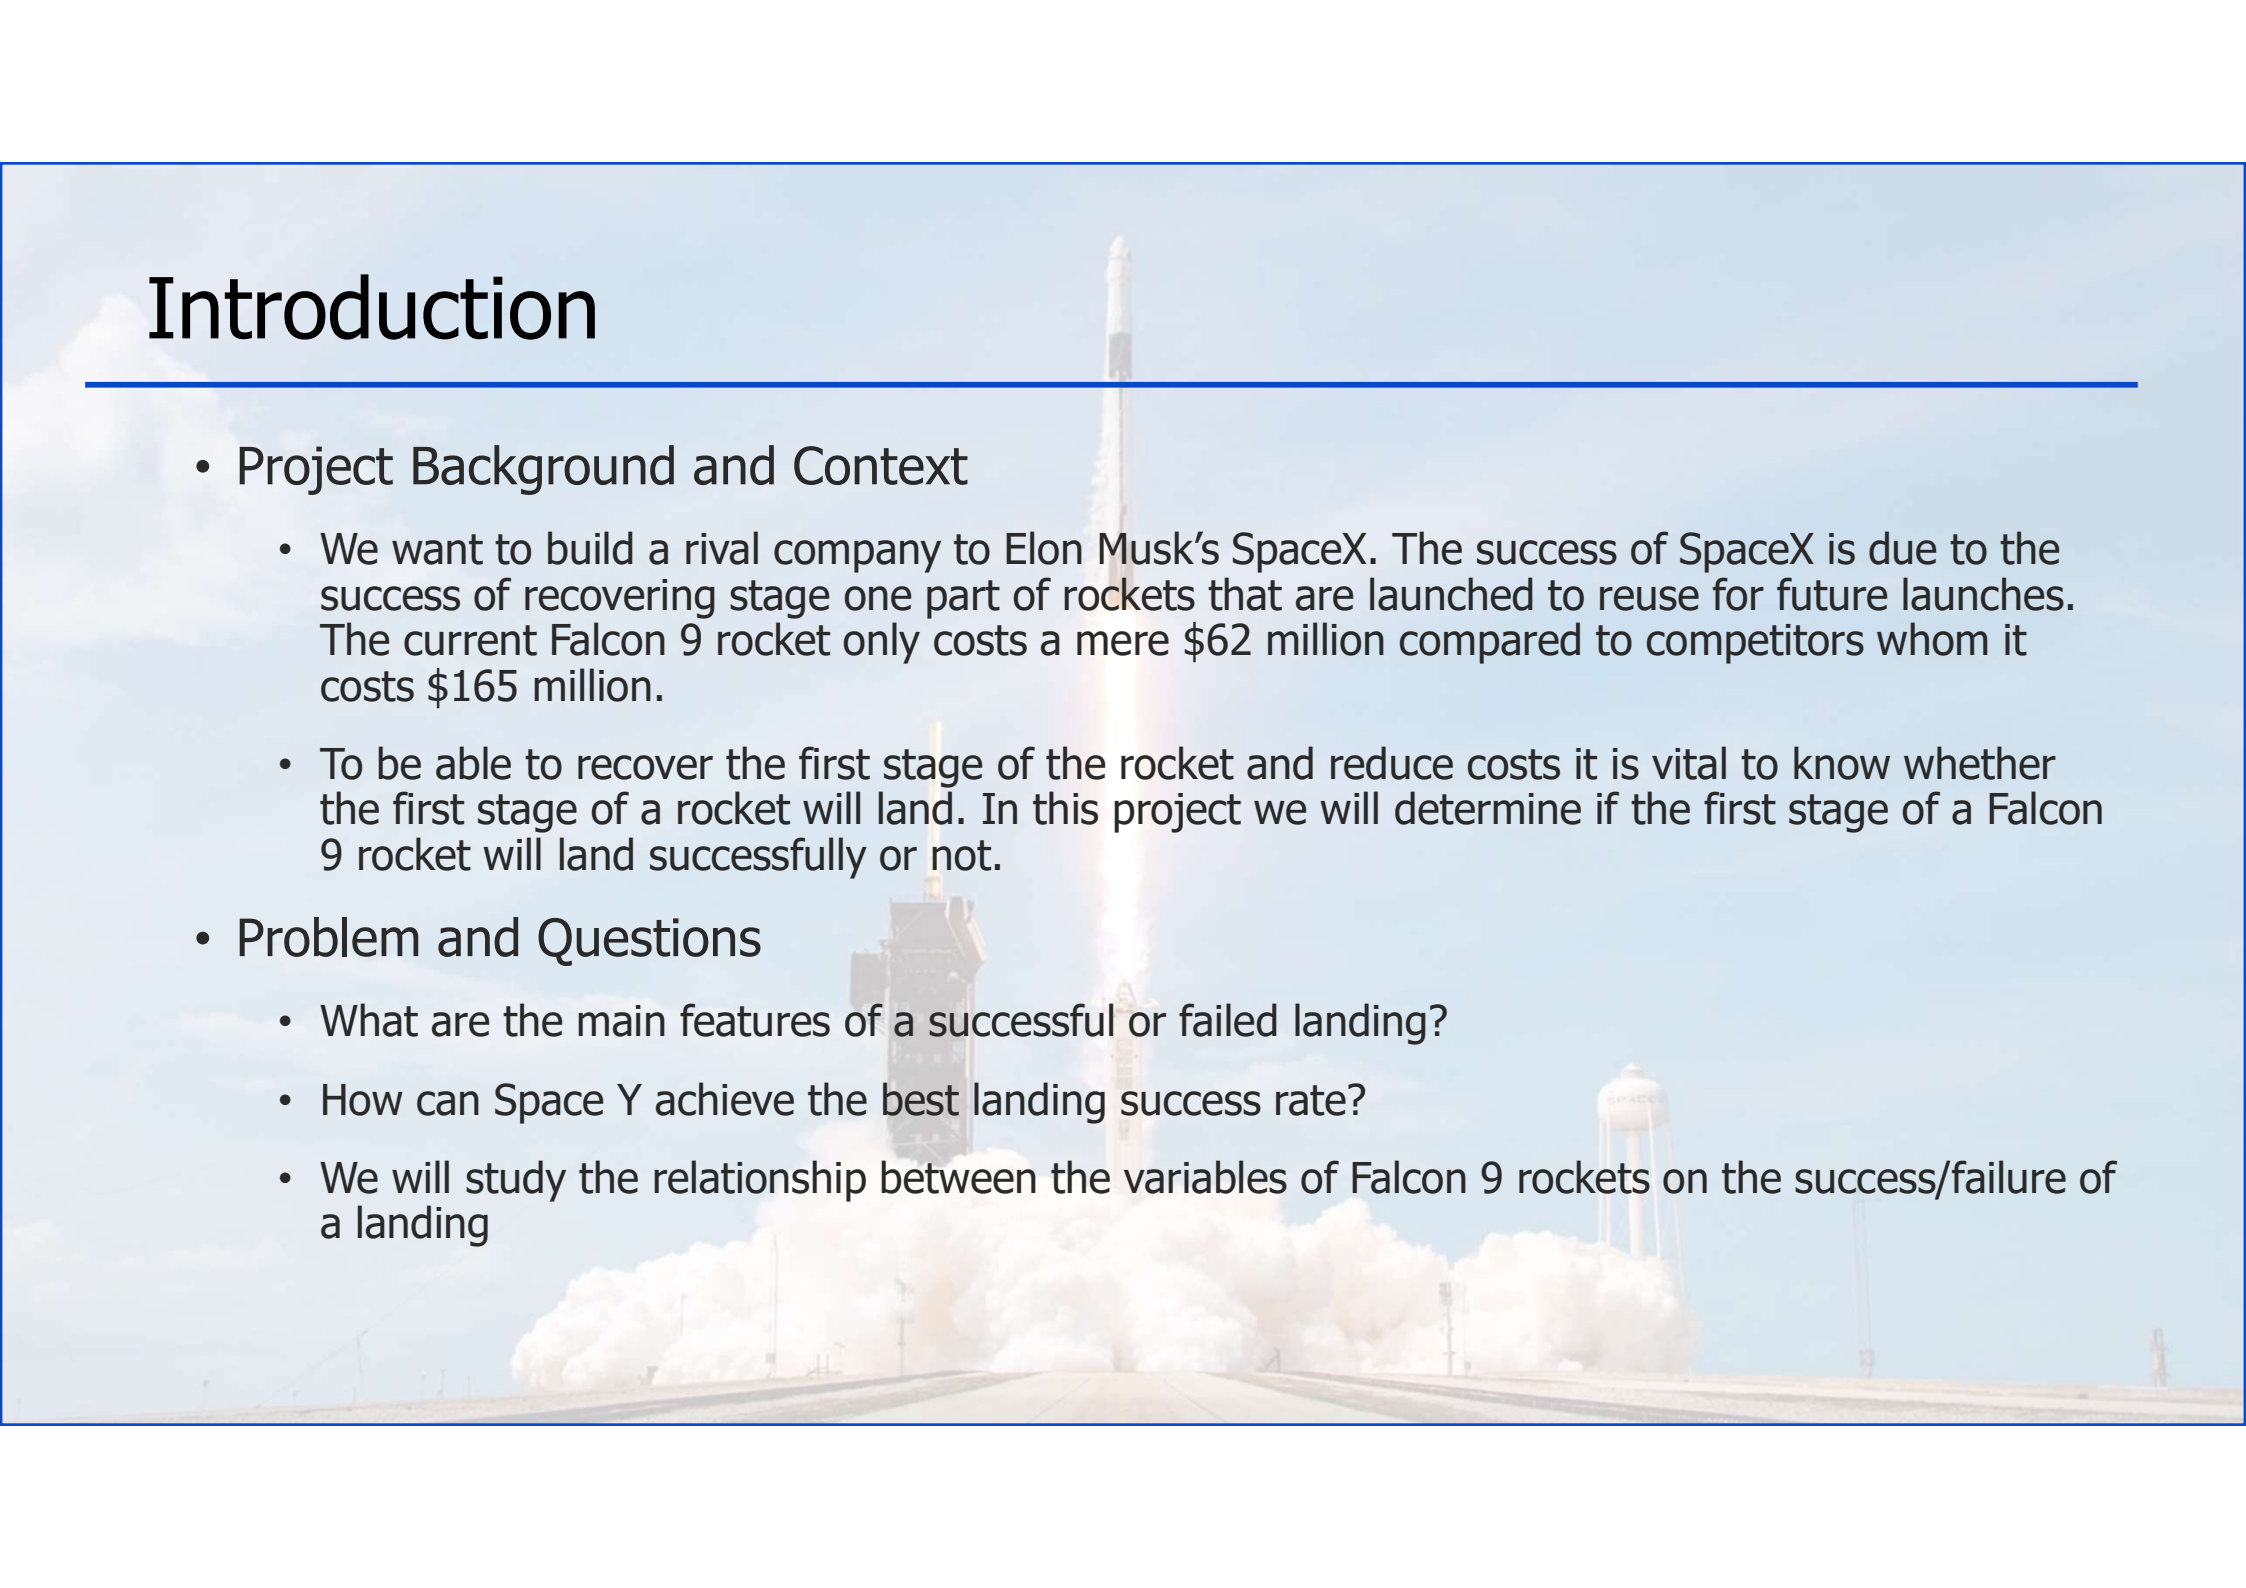 Introduction
• Project Background and Context
• We want to build a rival company to Elon Musk’s SpaceX. The success of SpaceX is due to the
success of recovering stage one part of rockets that are launched to reuse for future launches.
The current Falcon 9 rocket only costs a mere $62 million compared to competitors whom it
costs $165 million.
• To be able to recover the first stage of the rocket and reduce costs it is vital to know whether
the first stage of a rocket will land. In this project we will determine if the first stage of a Falcon
9 rocket will land successfully or not.
• Problem and Questions
• What are the main features of a successful or failed landing?
• How can Space Y achieve the best landing success rate?
• We will study the relationship between the variables of Falcon 9 rockets on the success/failure of
a landing